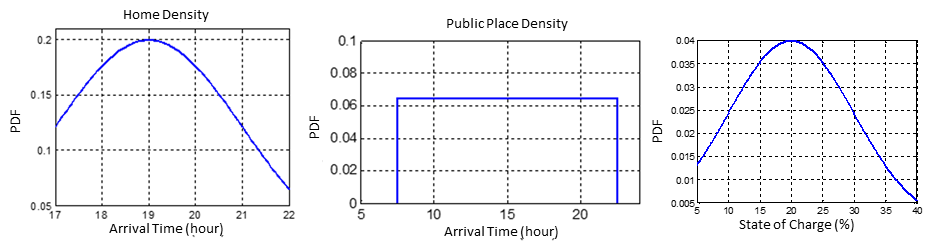 Home Density
0.2
0.15
0.1
0.05
PDF
17 18 19 20 21 22
Arrival Time (hour)
Public Place Density
0.1
0.08
0.06
0.04
0.02
0
PDF
5 10 15 20
Arrival Time (hour)
0.04
0.035
0.03
0.025
0.02
0.015
0.01
0.005
PDF
5 10 15 20 25 30 35 40
State of Charge (%)